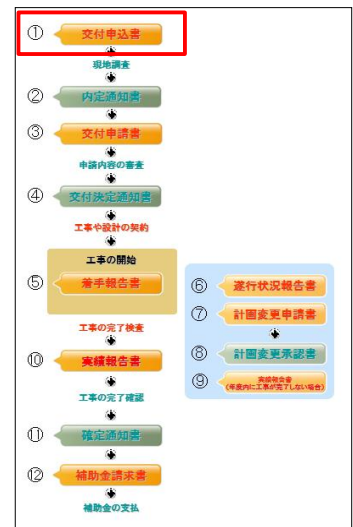 ① 交付申込書
現地調査
② 内定通知書
③ 交付申請書
申請内容の審査
④ 交付決定通知書
工事や設計の契約
工事の開始
⑤ 着手報告書
⑥ 遂行状況報告書
⑦ 計画変更申請書
⑧ 計画変更承認書
⑨ 実績報告書
(年度内に工事が完了しない場合)
工事の完了検査
⑩ 実績報告書
工事の完了確認
⑪ 確定通知書
⑫ 補助金請求書
補助金の支払